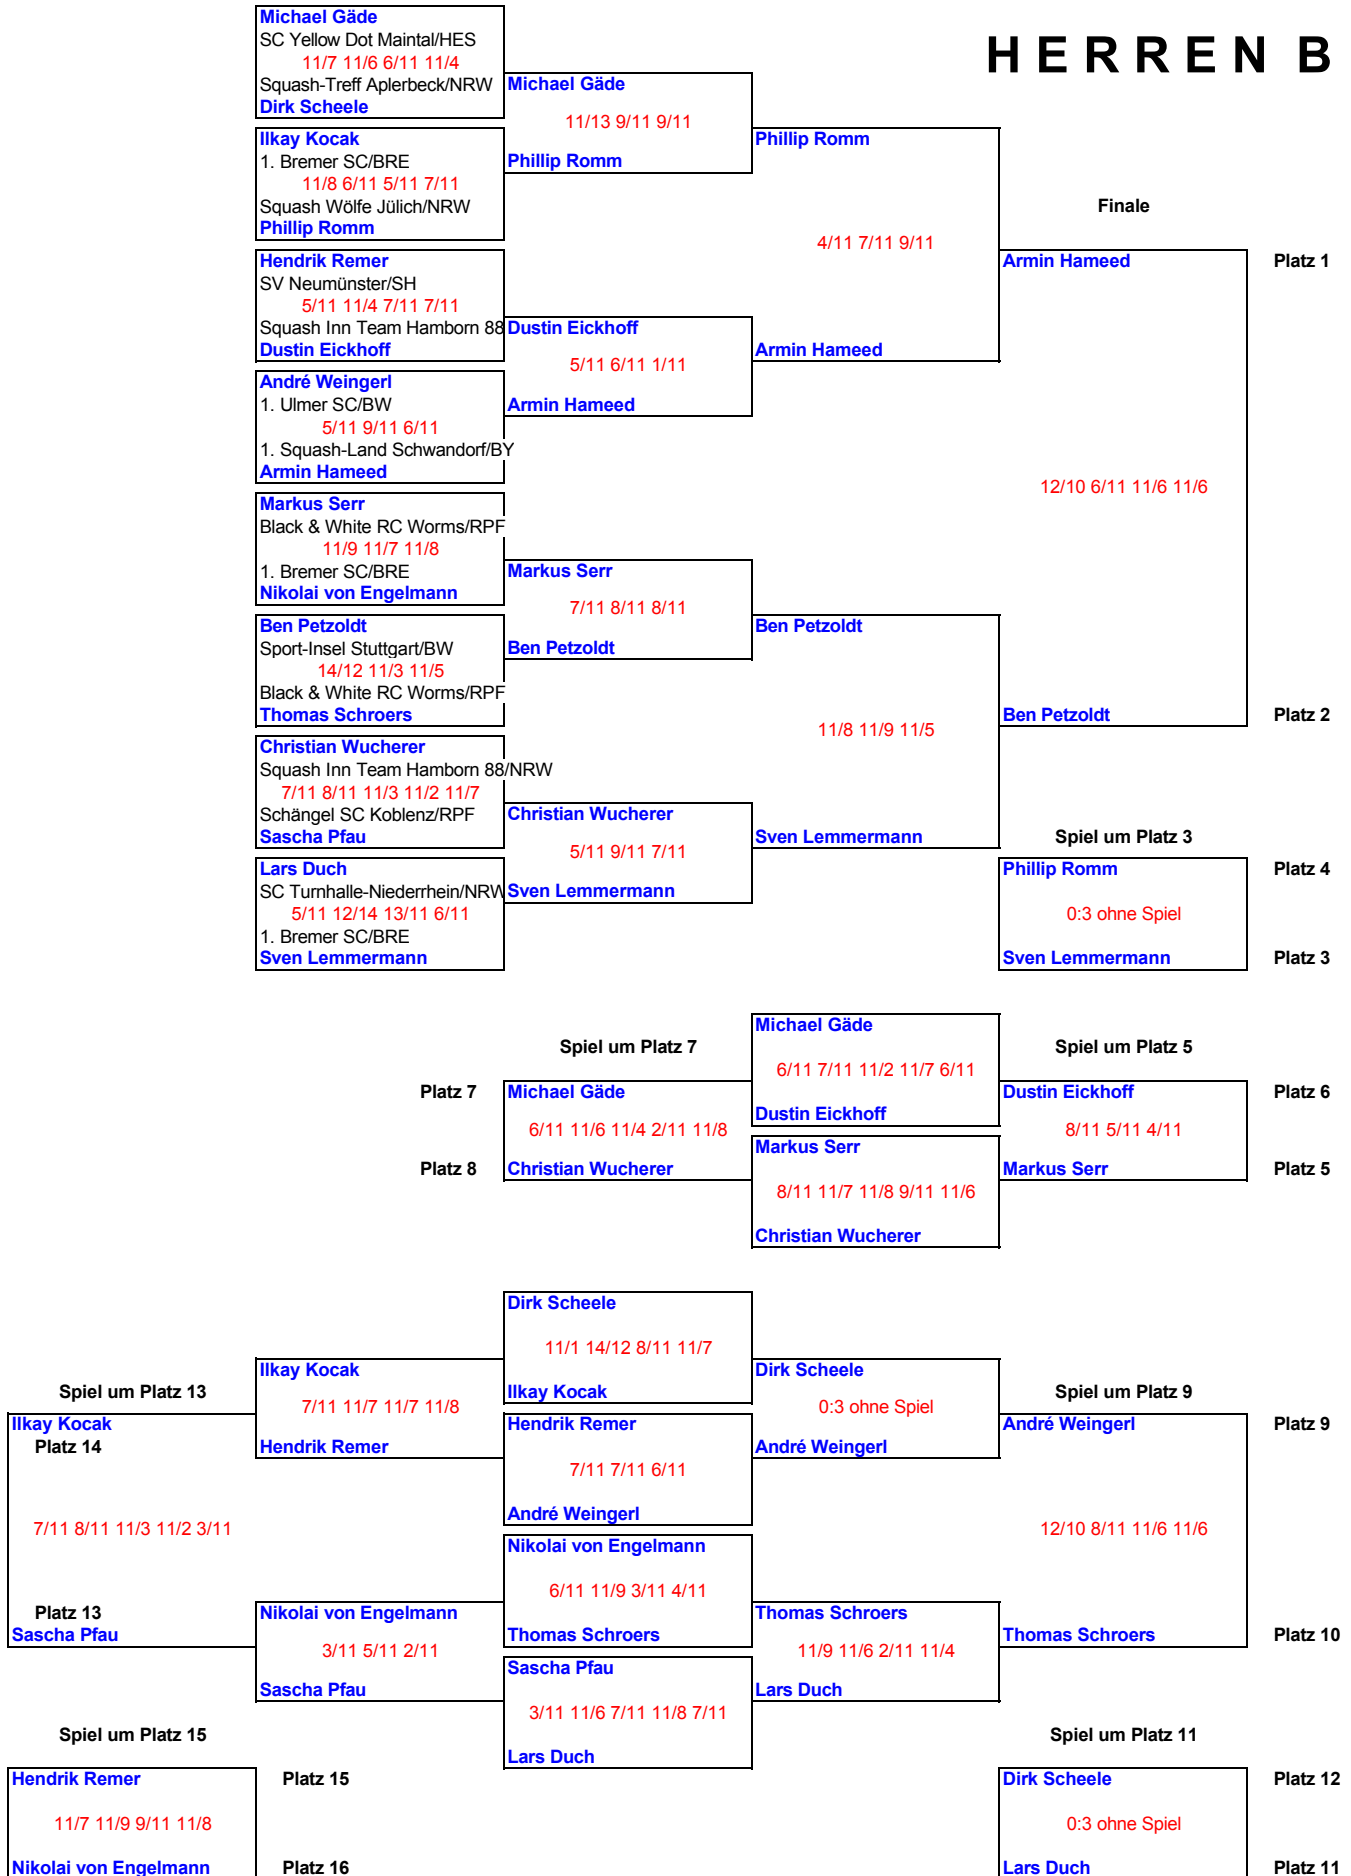 HERREN B
Michael Gäde
SC Yellow Dot Maintal/HES
11/7 11/6 6/11 11/4
Squash-Treff Aplerbeck/NRW
Dirk Scheele
Ilkay Kocak
1. Bremer SC/BRE
11/8 6/11 5/11 7/11
Squash Wölfe Jülich/NRW
Phillip Romm
Hendrik Remer
SV Neumünster/SH
5/11 11/4 7/11 7/11
Squash Inn Team Hamborn 88
Dustin Eickhoff
André Weingerl
1. Ulmer SC/BW
5/11 9/11 6/11
1. Squash-Land Schwandorf/BY
Armin Hameed
Markus Serr
Black & White RC Worms/RPF
11/9 11/7 11/8
1. Bremer SC/BRE
Nikolai von Engelmann
Ben Petzoldt
Sport-Insel Stuttgart/BW
14/12 11/3 11/5
Black & White RC Worms/RPF
Thomas Schroers
Christian Wucherer
Squash Inn Team Hamborn 88/NRW
7/11 8/11 11/3 11/2 11/7
Schängel SC Koblenz/RPF
Sascha Pfau
Lars Duch
SC Turnhalle-Niederrhein/NRW
5/11 12/14 13/11 6/11
1. Bremer SC/BRE
Sven Lemmermann
Michael Gäde
11/13 9/11 9/11
Phillip Romm
Dustin Eickhoff
5/11 6/11 1/11
Armin Hameed
Markus Serr
7/11 8/11 8/11
Ben Petzoldt
Christian Wucherer
5/11 9/11 7/11
Sven Lemmermann
Phillip Romm
4/11 7/11 9/11
Armin Hameed
Ben Petzoldt
11/8 11/9 11/5
Sven Lemmermann
Finale
Armin Hameed
Platz 1
12/10 6/11 11/6 11/6
Ben Petzoldt
Platz 2
Spiel um Platz 3
Phillip Romm
Platz 4
0:3 ohne Spiel
Sven Lemmermann
Platz 3
Michael Gäde
6/11 7/11 11/2 11/7 6/11
Dustin Eickhoff
Markus Serr
8/11 11/7 11/8 9/11 11/6
Christian Wucherer
Spiel um Platz 7
Platz 7
Michael Gäde
6/11 11/6 11/4 2/11 11/8
Platz 8
Christian Wucherer
Spiel um Platz 5
Dustin Eickhoff
Platz 6
8/11 5/11 4/11
Markus Serr
Platz 5
Dirk Scheele
11/1 14/12 8/11 11/7
Ilkay Kocak
Hendrik Remer
7/11 7/11 6/11
André Weingerl
Nikolai von Engelmann
6/11 11/9 3/11 4/11
Thomas Schroers
Sascha Pfau
3/11 11/6 7/11 11/8 7/11
Lars Duch
Ilkay Kocak
7/11 11/7 11/7 11/8
Hendrik Remer
Nikolai von Engelmann
3/11 5/11 2/11
Sascha Pfau
Spiel um Platz 13
Ilkay Kocak
Platz 14
7/11 8/11 11/3 11/2 3/11
Platz 13
Sascha Pfau
Spiel um Platz 15
Hendrik Remer
Platz 15
11/7 11/9 9/11 11/8
Nikolai von Engelmann
Platz 16
Dirk Scheele
0:3 ohne Spiel
André Weingerl
Thomas Schroers
11/9 11/6 2/11 11/4
Lars Duch
Spiel um Platz 9
André Weingerl
Platz 9
12/10 8/11 11/6 11/6
Thomas Schroers
Platz 10
Spiel um Platz 11
Dirk Scheele
Platz 12
0:3 ohne Spiel
Lars Duch
Platz 11